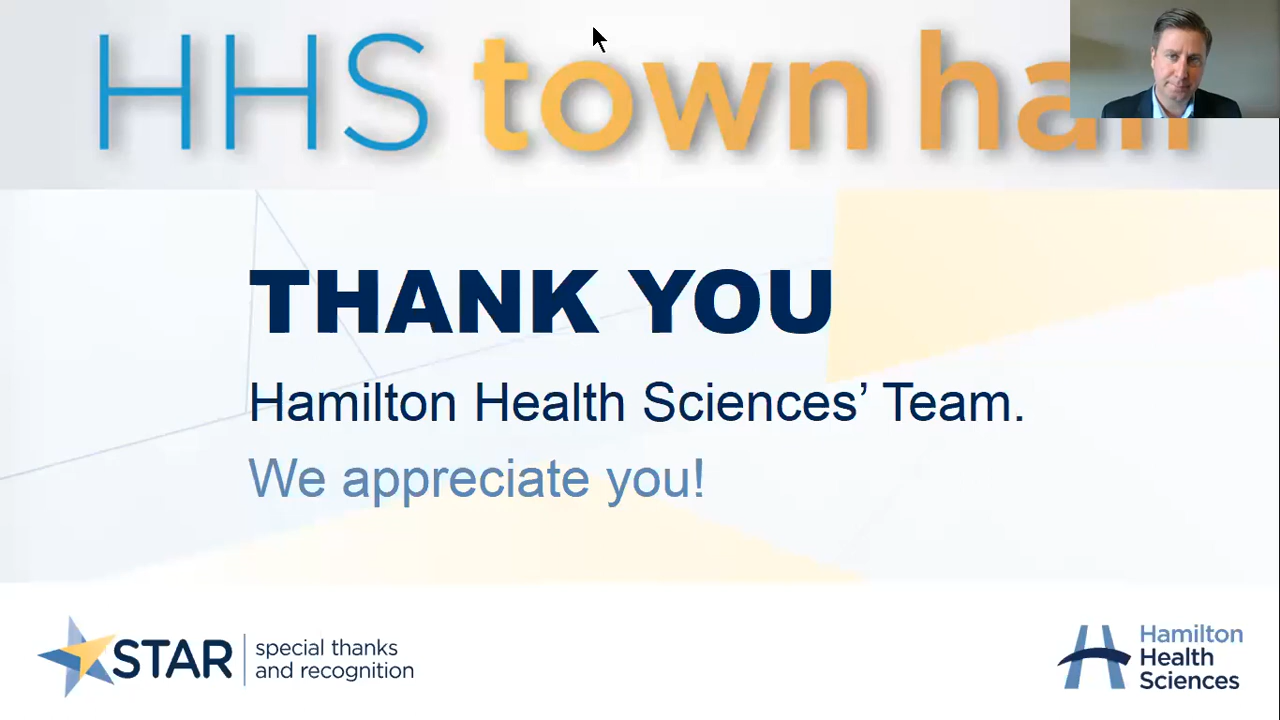 HHS town hall
THANK YOU
Hamilton Health Sciences’ Team.
We appreciate you!
STAR
special thanks
and recognition
Hamilton
Health
Sciences